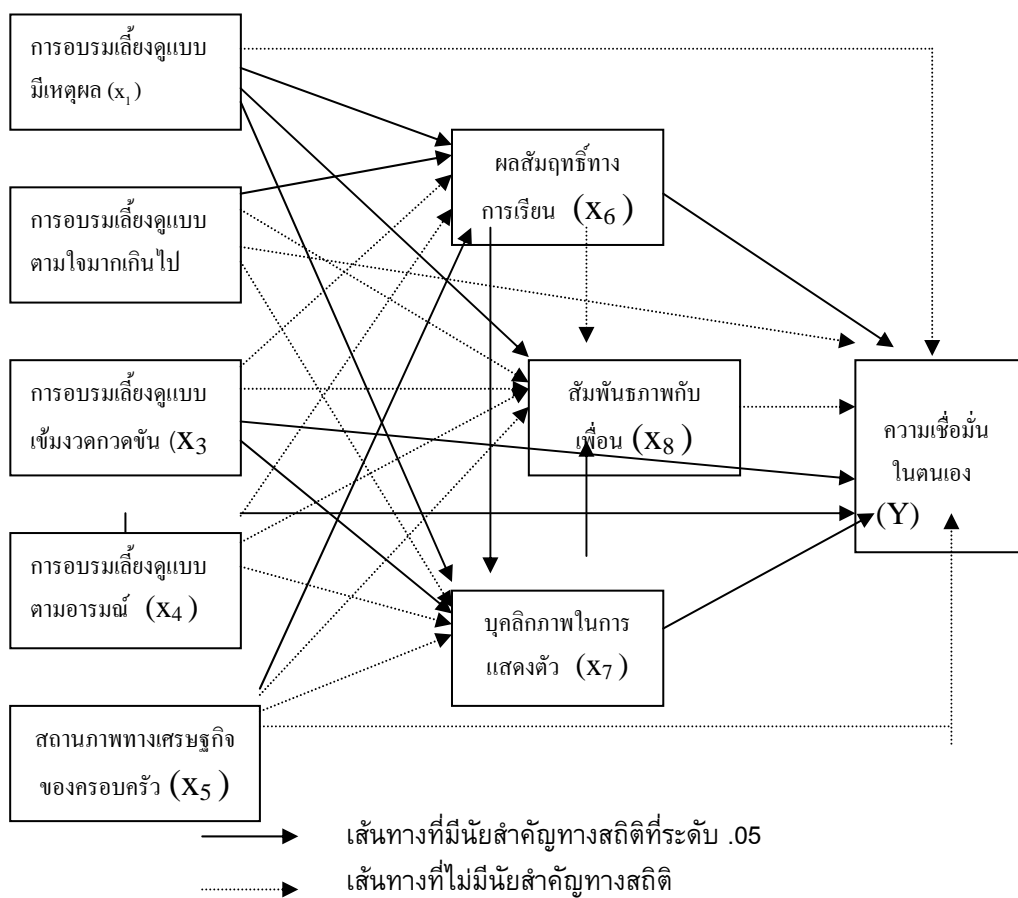 การอบรมเลี้ยงดูแบบ
มีเหตุผล (x1)
ผลสัมฤทธิ์ทาง
การเรียน (x6)
การอบรมเลี้ยงดูแบบ
ตามใจมากเกินไป
การอบรมเลี้ยงดูแบบ
เข้มงวดกวดขัน (x3
สัมพันธภาพกับ
เพื่อน (x8)
ความเชื่อมั่น
ในตนเอง
(Y)
การอบรมเลี้ยงดูแบบ
ตามอารมณ์ (x4)
บุคลิกภาพในการ
แสดงตัว (x7)
สถานภาพทางเศรษฐกิจ
ของครอบครัว (x5)
เส้นทางที่มีนัยสำคัญทางสถิติที่ระดับ .05
เส้นทางที่ไม่มีนัยสำคัญทางสถิติ